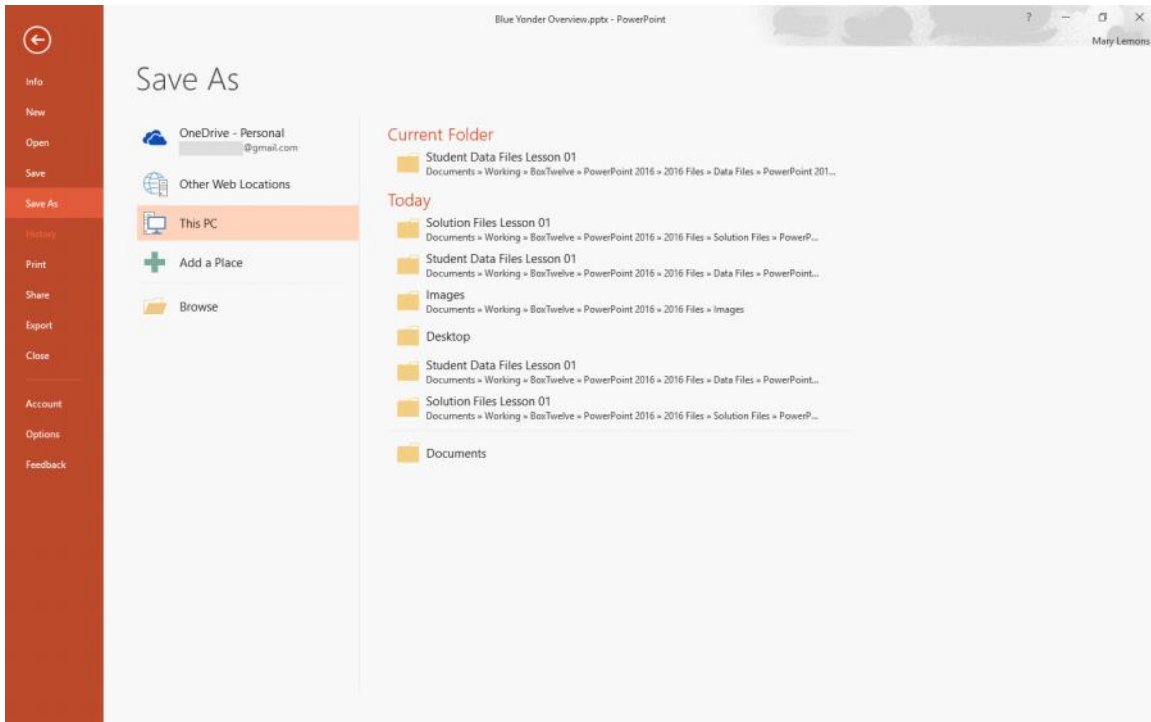 Blue Yonder Overview.pptx - PowerPoint
?
Mary Lemons
Info
New
Open
Save
Save As
History
Print
Share
Export
Close
Account
Options
Feedback
Save As
OneDrive - Personal
@gmail.com
Other Web Locations
This PC
Add a Place
Browse
Current Folder
Student Data Files Lesson 01
Documents » Working » BoxTwelve » PowerPoint 2016 » 2016 Files » Data Files » PowerPoint 201...
Today
Solution Files Lesson 01
Documents » Working » BoxTwelve » PowerPoint 2016 » 2016 Files » Solution Files » PowerP...
Student Data Files Lesson 01
Documents » Working » BoxTwelve » PowerPoint 2016 » 2016 Files » Data Files » PowerPoint...
Images
Documents » Working » BoxTwelve » PowerPoint 2016 » 2016 Files » Images
Desktop
Student Data Files Lesson 01
Documents » Working » BoxTwelve » PowerPoint 2016 » 2016 Files » Data Files » PowerPoint...
Solution Files Lesson 01
Documents » Working » BoxTwelve » PowerPoint 2016 » 2016 Files » Solution Files » PowerP...
Documents